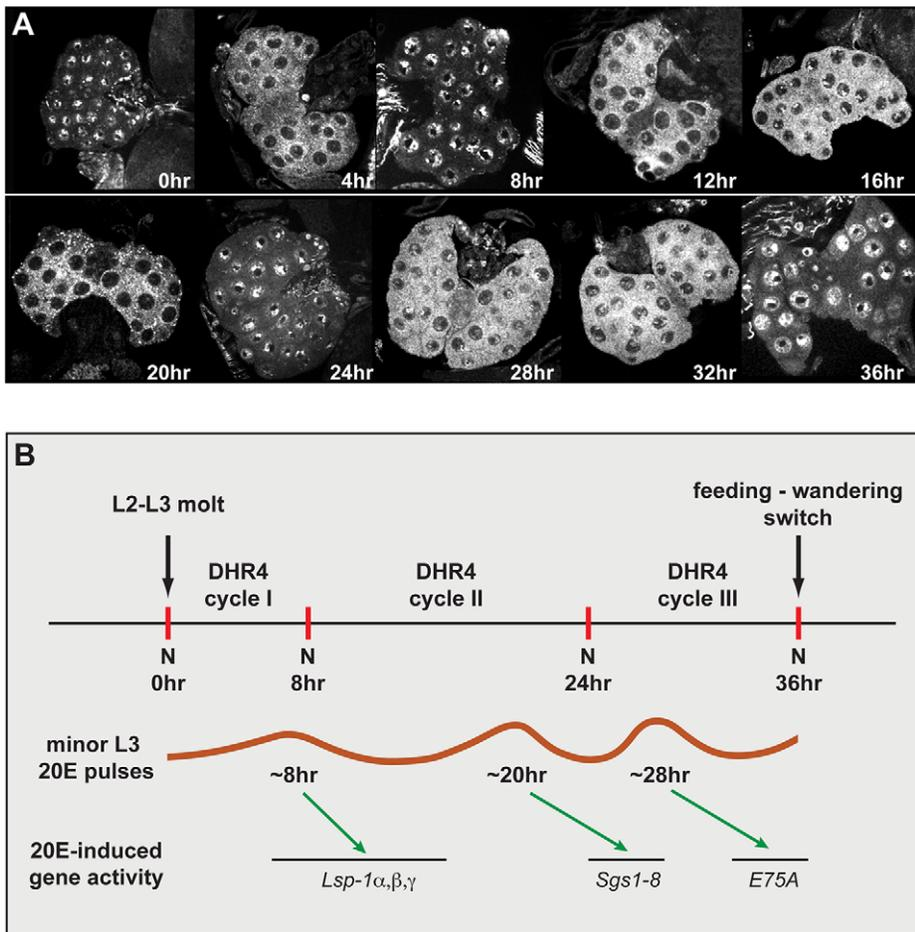 A
0hr
4hr
8hr
12hr
16hr
20hr
24hr
28hr
32hr
36hr
B
L2-L3 molt
feeding - wandering
switch
DHR4
cycle I
DHR4
cycle II
DHR4
cycle III
N
0hr
N
8hr
N
24hr
N
36hr
minor L3
20E pulses
~8hr
~20hr
~28hr
20E-induced
gene activity
Lsp-1α,β,γ
Sgs1-8
E75A